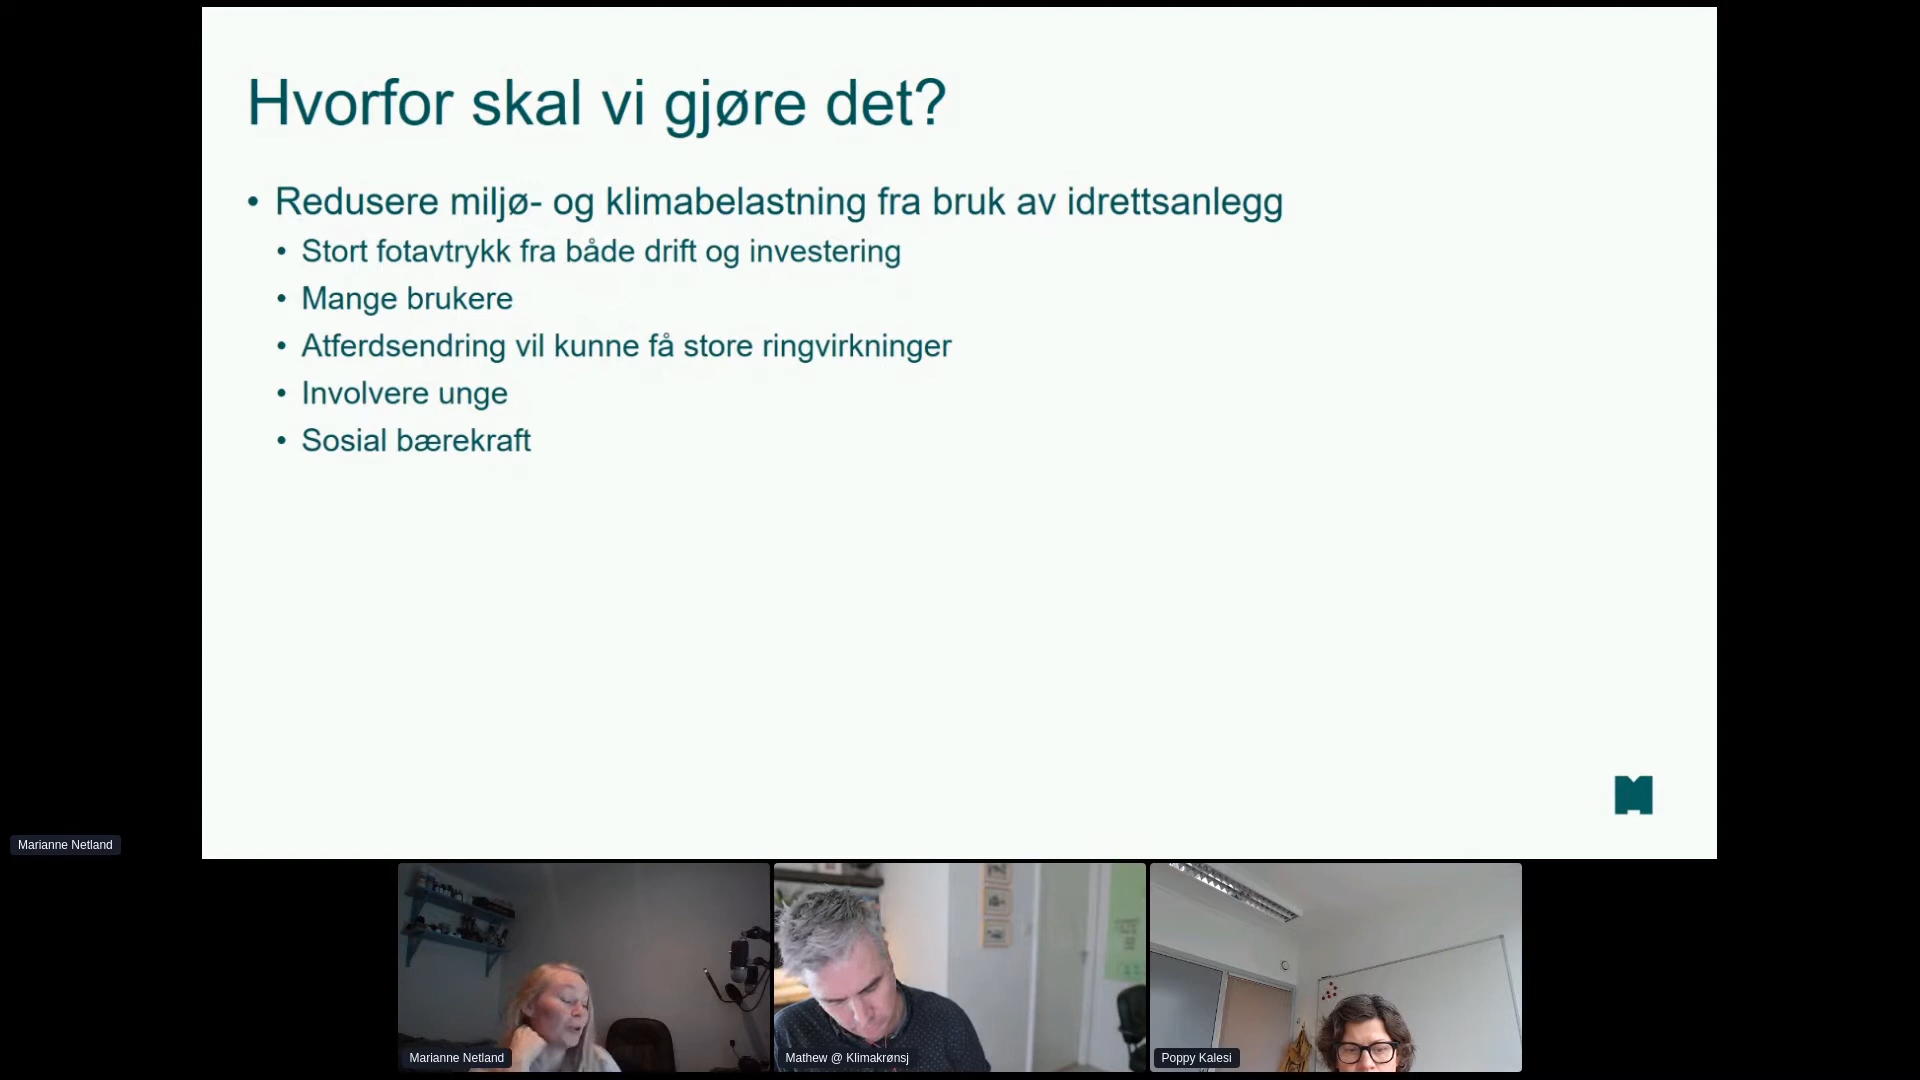 Hvorfor skal vi gjøre det?
• Redusere miljø- og klimabelastning fra bruk av idrettsanlegg
• Stort fotavtrykk fra både drift og investering
• Mange brukere
• Atferdsendring vil kunne få store ringvirkninger
• Involvere unge
• Sosial bærekraft
Marianne Netland
Marianne Netland
Mathew @ Klimakrønsj
Poppy Kalesi